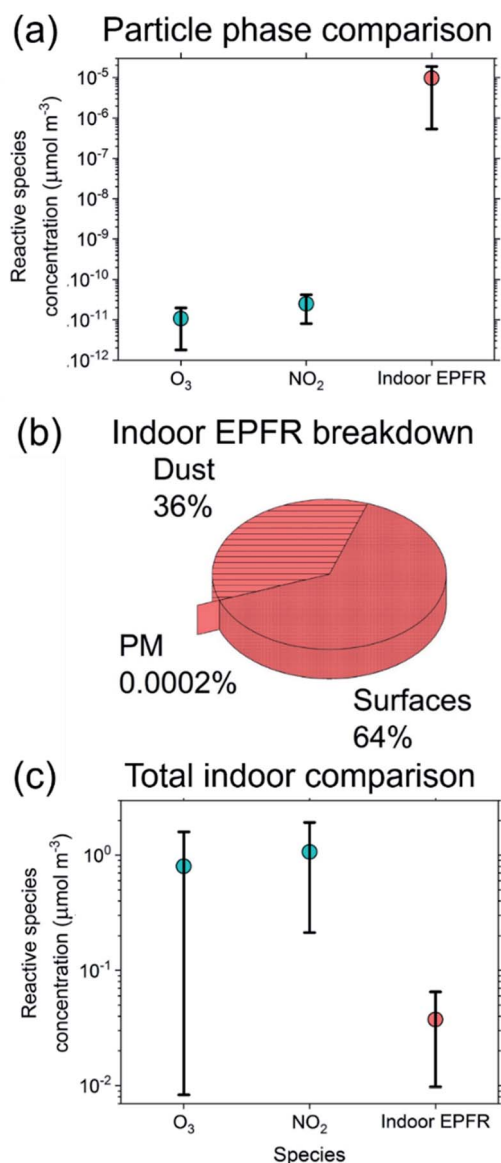 (a) Particle phase comparison
Reactive species
concentration (μmol m⁻³)
10⁻⁵
10⁻⁶
10⁻⁷
10⁻⁸
10⁻⁹
10⁻¹⁰
10⁻¹¹
10⁻¹²
O₃ NO₂ Indoor EPFR
(b) Indoor EPFR breakdown
Dust
36%
PM
0.0002%
Surfaces
64%
(c) Total indoor comparison
Reactive species
concentration (μmol m⁻³)
10⁰
10⁻¹
10⁻²
O₃ NO₂ Indoor EPFR
Species